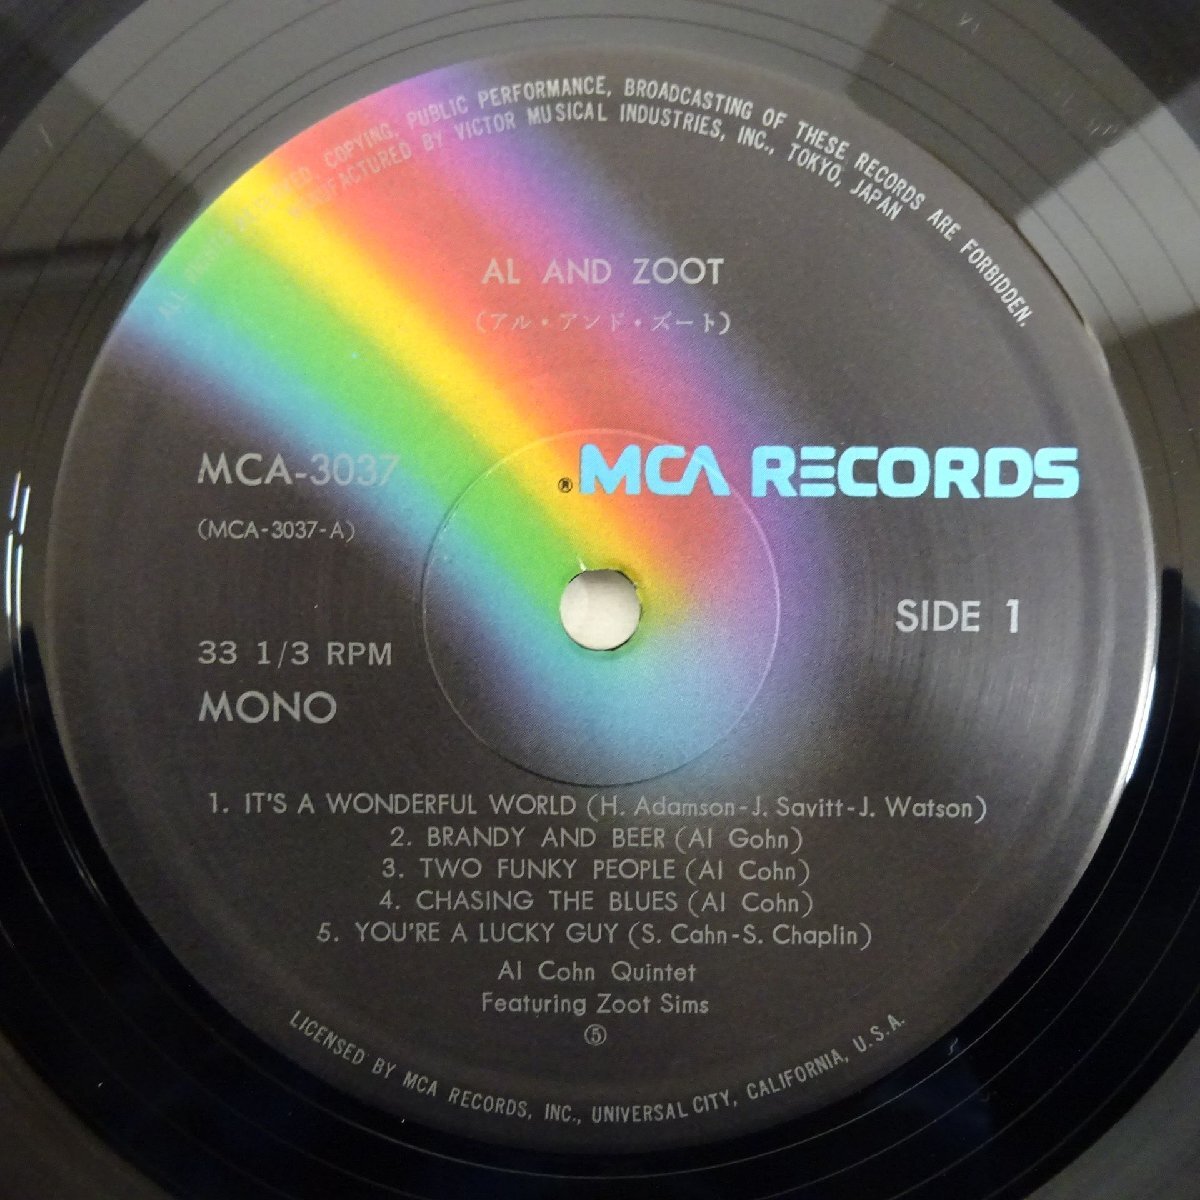 ALL RIGHTS RESERVED. COPYING, PUBLIC PERFORMANCE, BROADCASTING OF THESE RECORDS ARE FORBIDDEN.
MANUFACTURED BY VICTOR MUSICAL INDUSTRIES, INC., TOKYO, JAPAN
AL AND ZOOT
(アル・アンド・ズート)
® MCA RECORDS
MCA-3037
(MCA-3037-A)
SIDE 1
33 1/3 RPM
MONO
1. IT'S A WONDERFUL WORLD (H. Adamson-J. Savitt-J. Watson)
2. BRANDY AND BEER (Al Gohn)
3. TWO FUNKY PEOPLE (Al Cohn)
4. CHASING THE BLUES (Al Cohn)
5. YOU'RE A LUCKY GUY (S. Cahn-S. Chaplin)
Al Cohn Quintet
Featuring Zoot Sims
⑤
LICENSED BY MCA RECORDS, INC., UNIVERSAL CITY, CALIFORNIA, U.S.A.